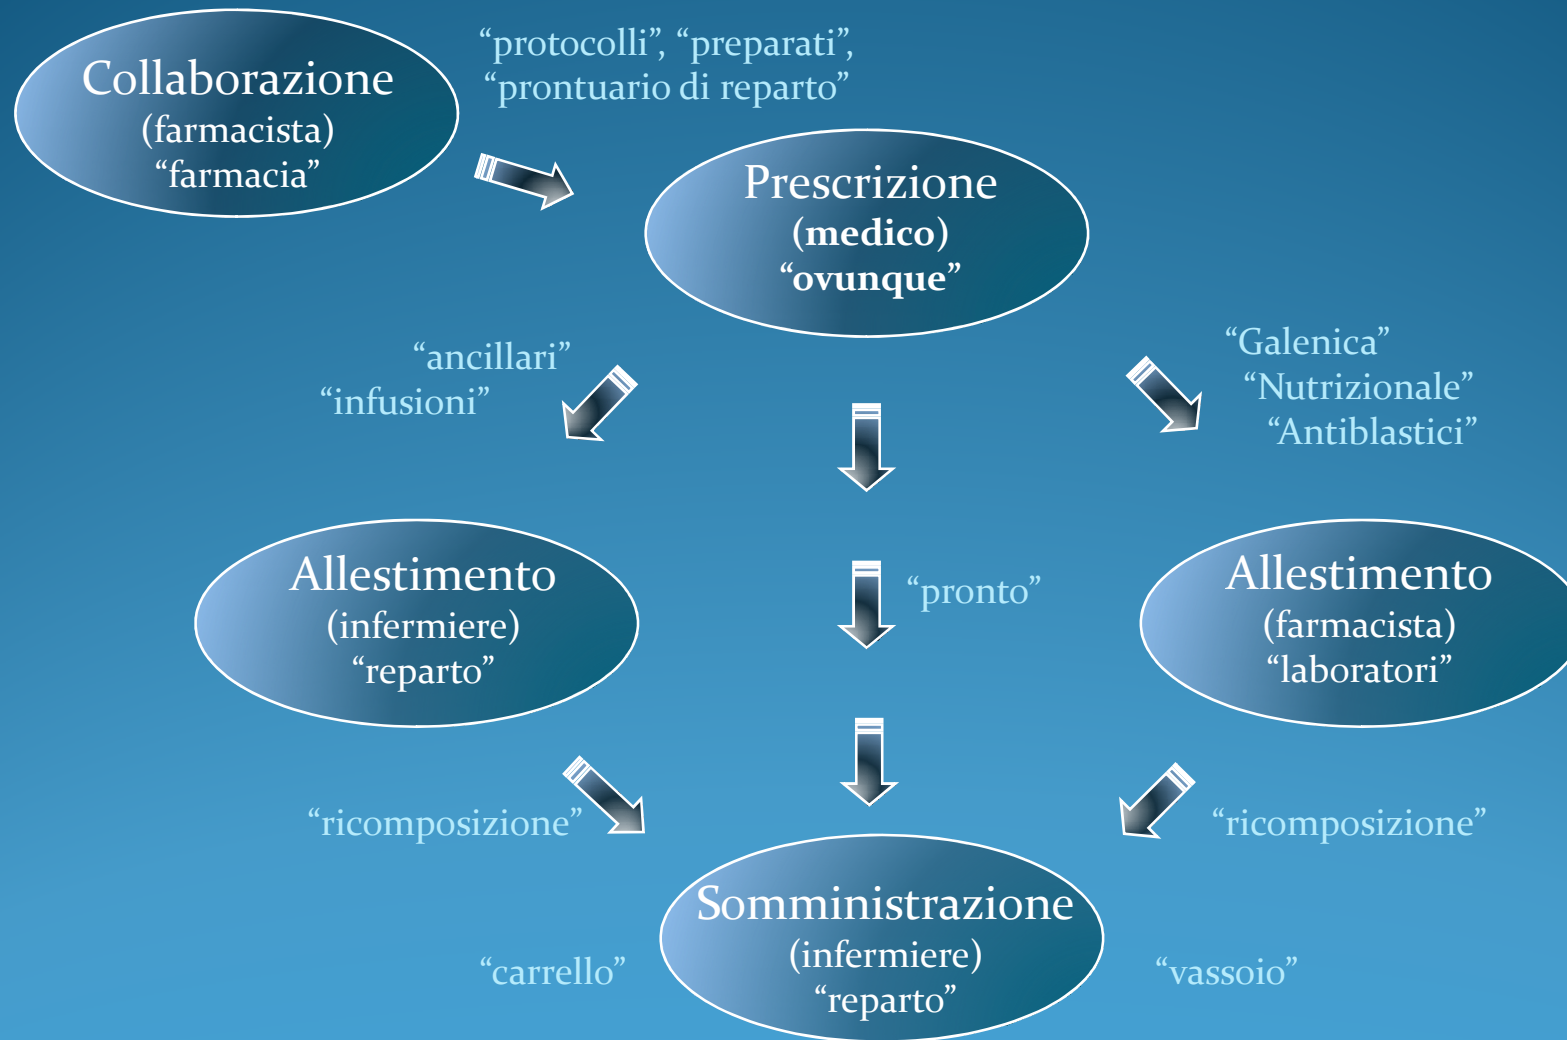 Collaborazione
(farmacista)
“farmacia”
“protocolli”, “preparati”,
“prontuario di reparto”
Prescrizione
(medico)
“ovunque”
“ancillari”
“infusioni”
“Galenica”
“Nutrizionale”
“Antiblastici”
Allestimento
(infermiere)
“reparto”
“pronto”
Allestimento
(farmacista)
“laboratori”
“ricomposizione”
“ricomposizione”
Somministrazione
(infermiere)
“reparto”
“carrello”
“vassoio”